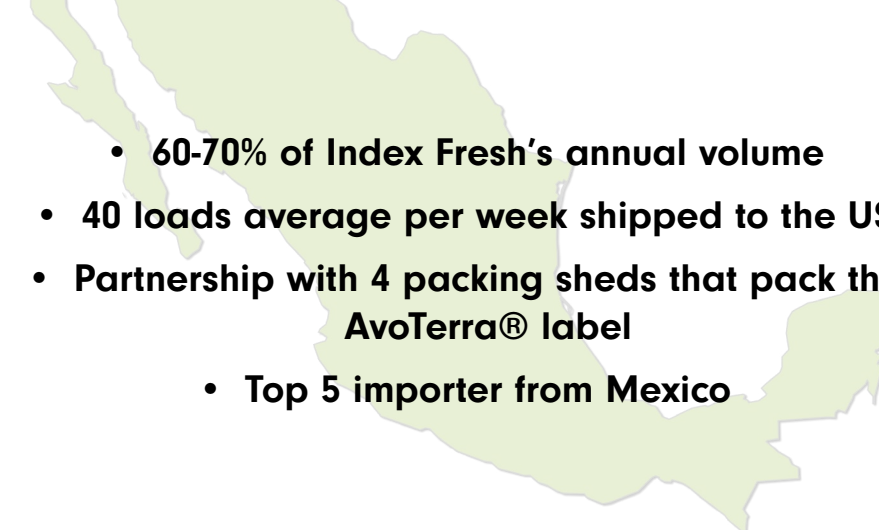 • 60-70% of Index Fresh’s annual volume
• 40 loads average per week shipped to the US
• Partnership with 4 packing sheds that pack th
AvoTerra® label
• Top 5 importer from Mexico